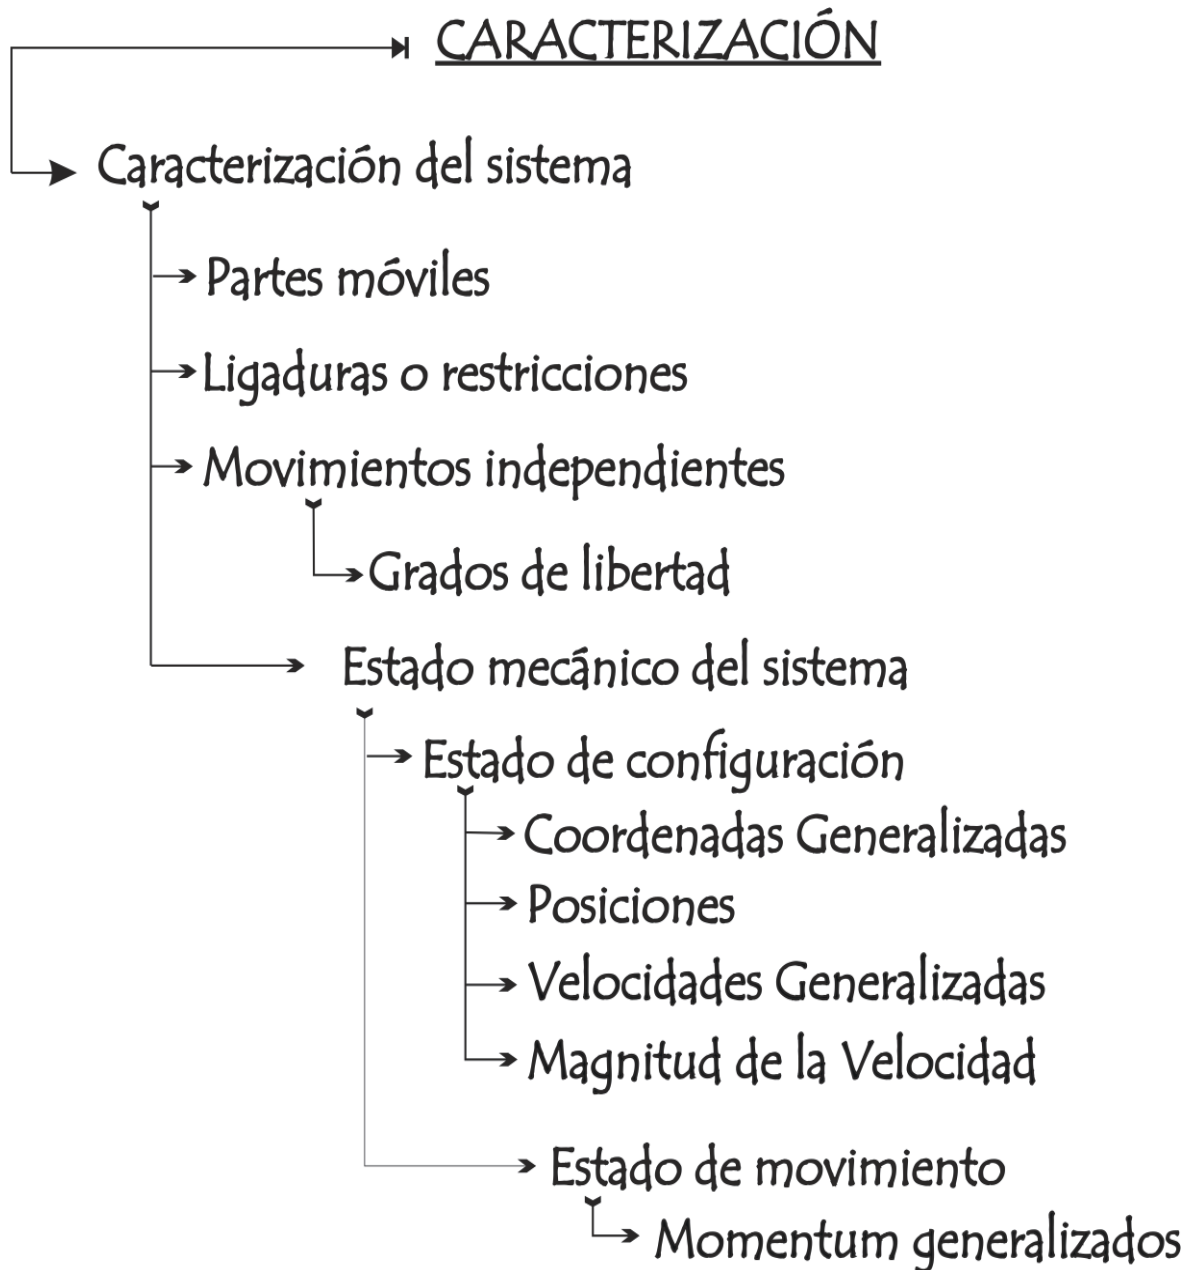 CARACTERIZACIÓN
Caracterización del sistema
Partes móviles
Ligaduras o restricciones
Movimientos independientes
Grados de libertad
Estado mecánico del sistema
Estado de configuración
Coordenadas Generalizadas
Posiciones
Velocidades Generalizadas
Magnitud de la Velocidad
Estado de movimiento
Momentum generalizados